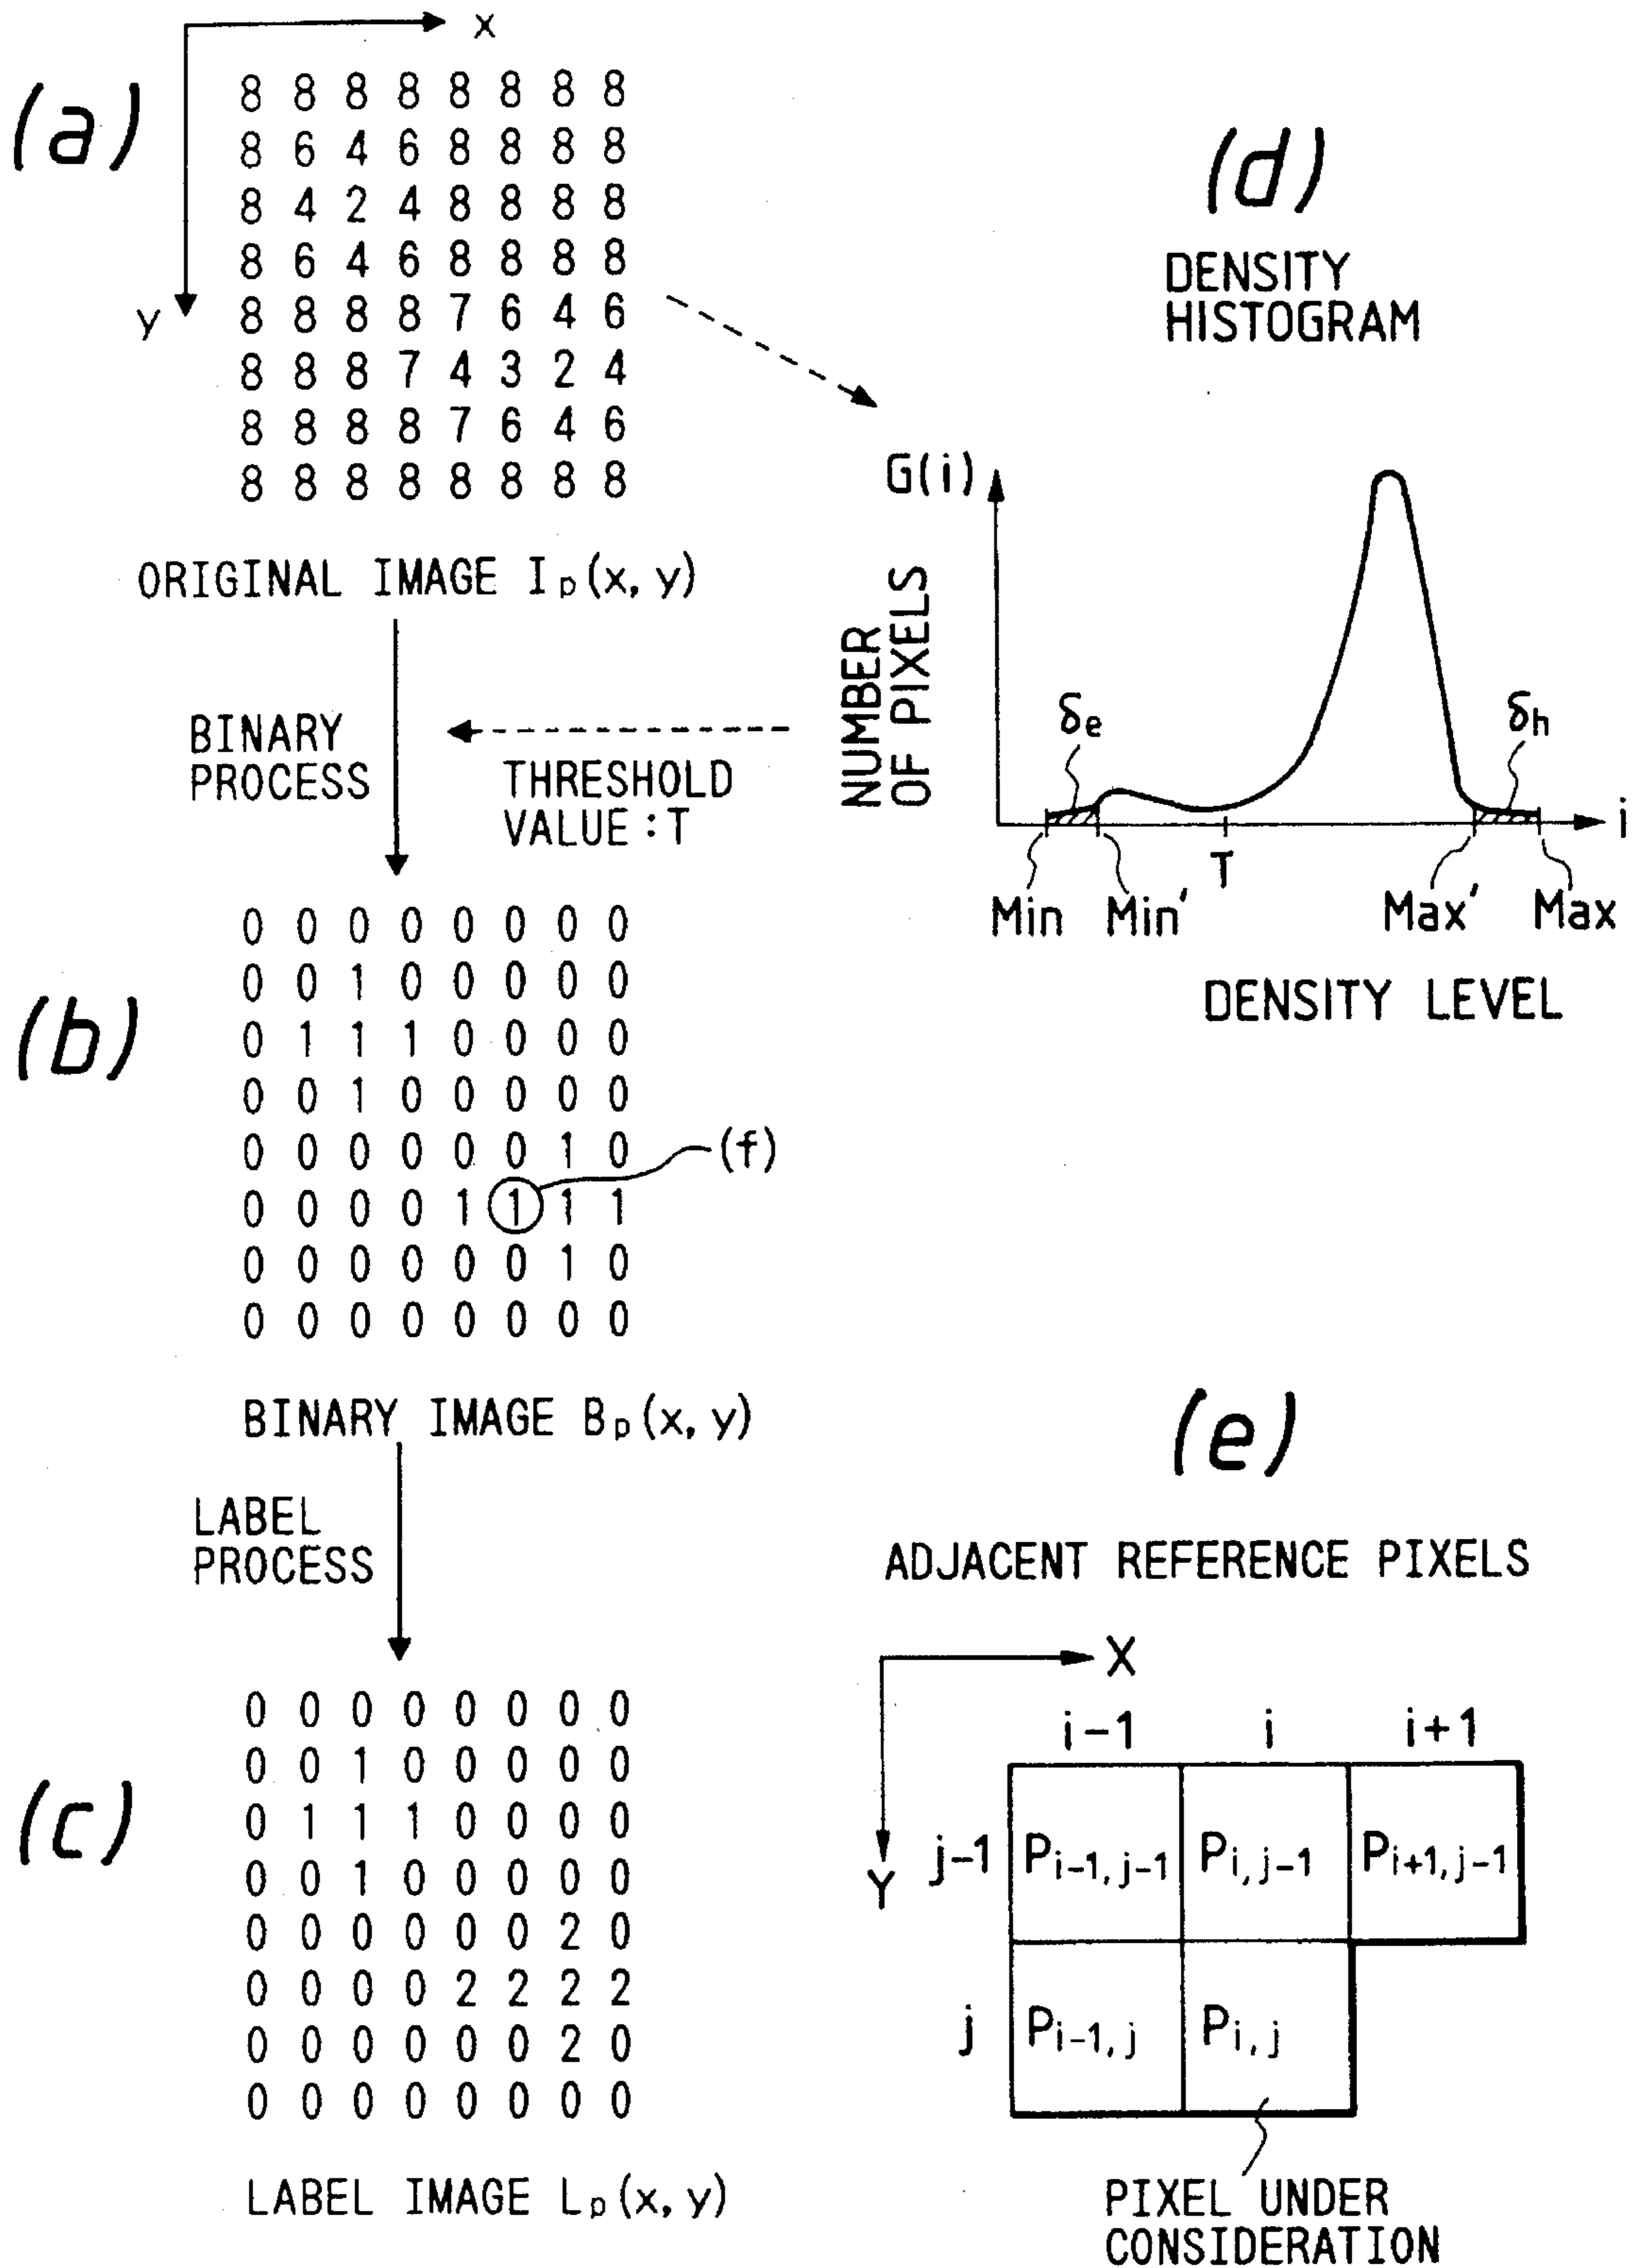 x
(a)
8 8 8 8 8 8 8 8
8 6 4 6 8 8 8 8
8 4 2 4 8 8 8 8
8 6 4 6 8 8 8 8
y 8 8 8 8 7 6 4 6
8 8 8 7 4 3 2 4
8 8 8 8 7 6 4 6
8 8 8 8 8 8 8 8
ORIGINAL IMAGE Ip(x, y)
BINARY
PROCESS
THRESHOLD
VALUE : T
(d)
DENSITY
HISTOGRAM
G(i)
NUMBER
OF PIXELS
δe
δh
i
T
Min Min' Max' Max
DENSITY LEVEL
(b)
0 0 0 0 0 0 0 0
0 0 1 0 0 0 0 0
0 1 1 1 0 0 0 0
0 0 1 0 0 0 0 0
0 0 0 0 0 0 1 0
(f)
0 0 0 0 1 1 1 1
0 0 0 0 0 0 1 0
0 0 0 0 0 0 0 0
BINARY IMAGE Bp(x, y)
LABEL
PROCESS
(c)
0 0 0 0 0 0 0 0
0 0 1 0 0 0 0 0
0 1 1 1 0 0 0 0
0 0 1 0 0 0 0 0
0 0 0 0 0 0 2 0
0 0 0 0 2 2 2 2
0 0 0 0 0 0 2 0
0 0 0 0 0 0 0 0
LABEL IMAGE Lp(x, y)
(e)
ADJACENT REFERENCE PIXELS
X
Y
i-1 i i+1
j-1 Pi-1, j-1 Pi, j-1 Pi+1, j-1
j Pi-1, j Pi, j
PIXEL UNDER
CONSIDERATION